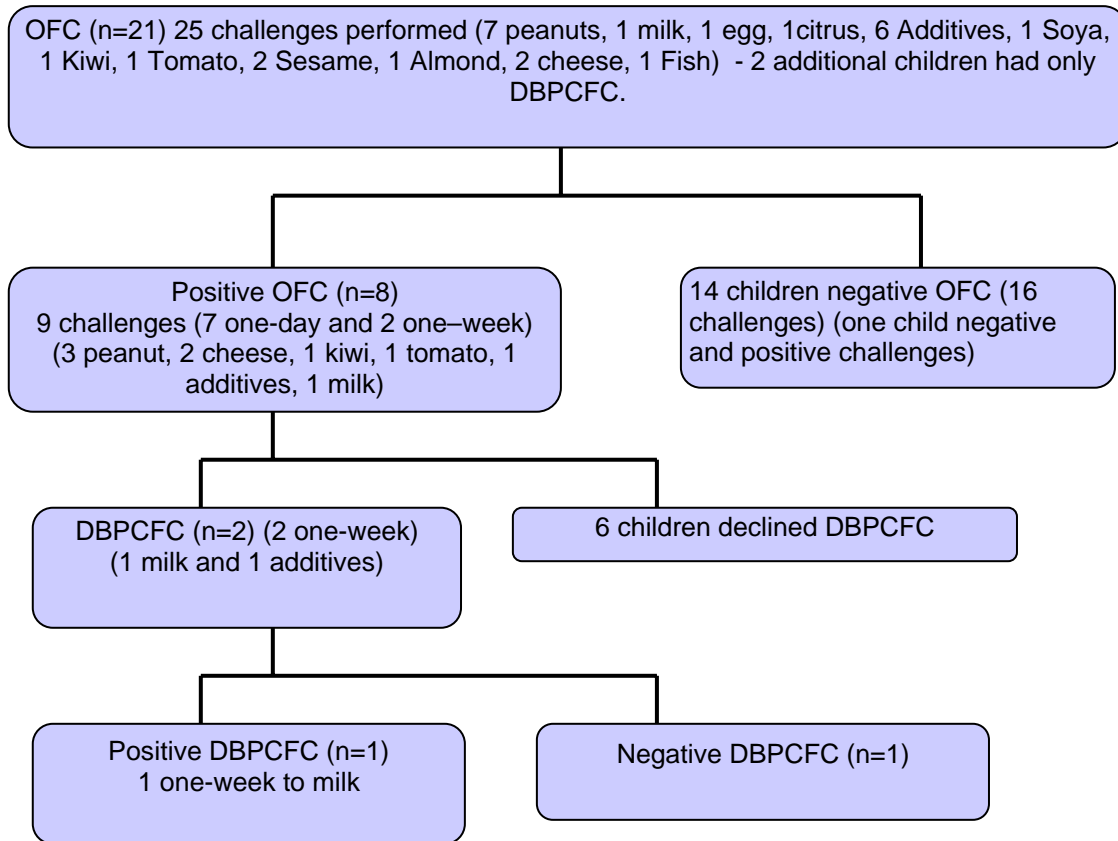 OFC (n=21) 25 challenges performed (7 peanuts, 1 milk, 1 egg, 1citrus, 6 Additives, 1 Soya,
1 Kiwi, 1 Tomato, 2 Sesame, 1 Almond, 2 cheese, 1 Fish)  - 2 additional children had only
DBPCFC.
Positive OFC (n=8)
9 challenges (7 one-day and 2 one–week)
(3 peanut, 2 cheese, 1 kiwi, 1 tomato, 1
additives, 1 milk)
14 children negative OFC (16
challenges) (one child negative
and positive challenges)
DBPCFC (n=2) (2 one-week)
(1 milk and 1 additives)
6 children declined DBPCFC
Positive DBPCFC (n=1)
1 one-week to milk
Negative DBPCFC (n=1)